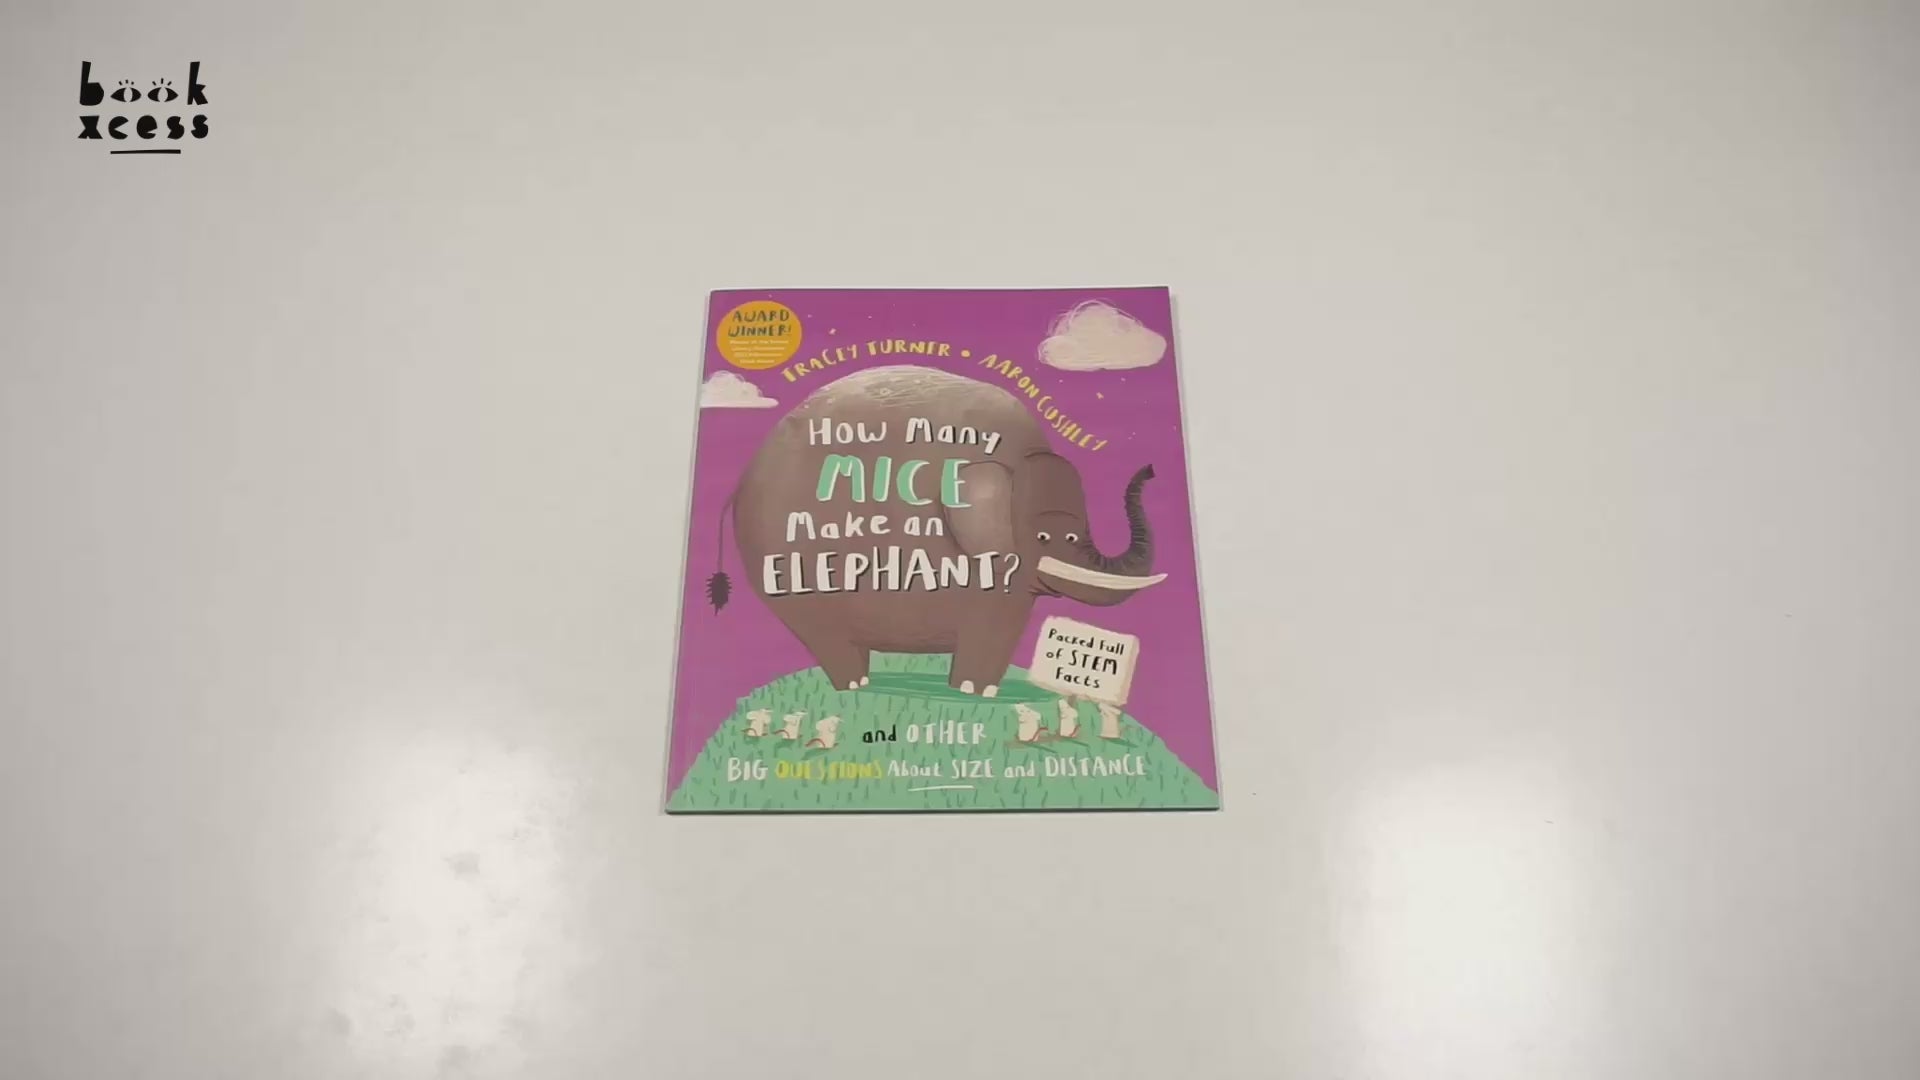 book
xcess
AWARD
WINNER!
TRACEY TURNER • AARON CUSHLEY
How Many
MICE
Make an
ELEPHANT?
Packed Full
of STEM
Facts
and OTHER
BIG QUESTIONS About SIZE and DISTANCE